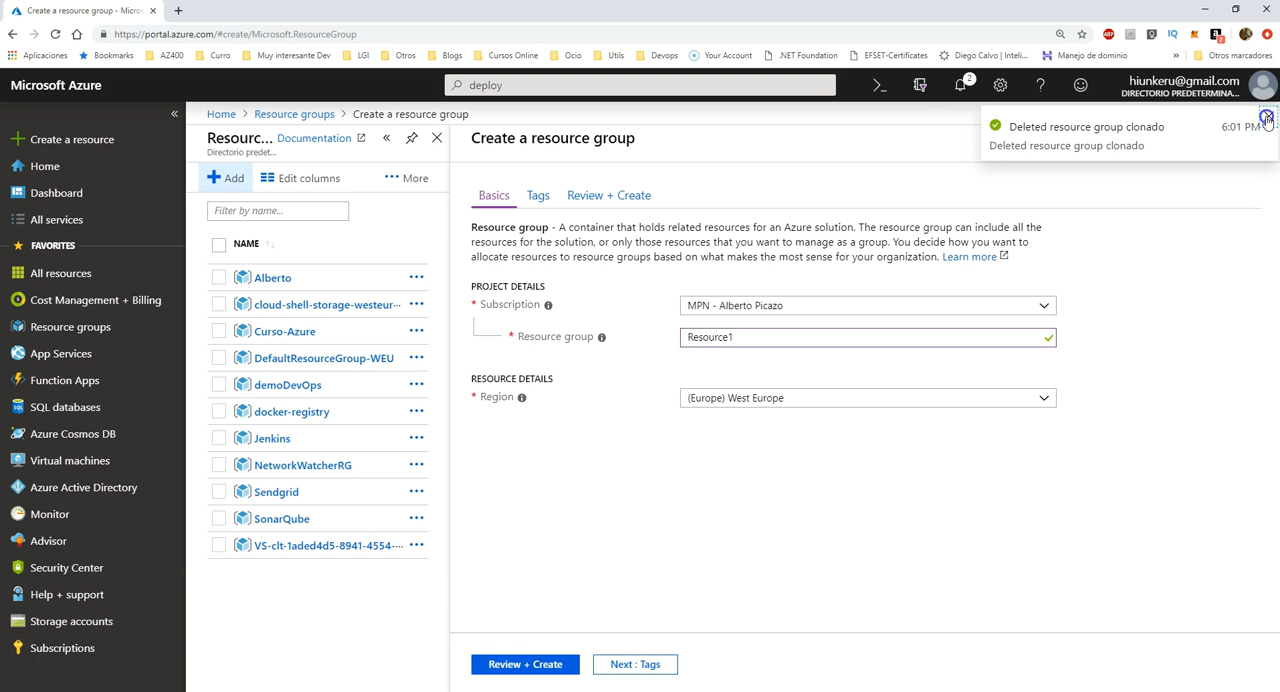 Create a resource group - Micros
https://portal.azure.com/#create/Microsoft.ResourceGroup
Aplicaciones
Bookmarks
AZ400
Curro
Muy interesante Dev
LGI
Otros
Blogs
Cursos Online
Ocio
Utils
Devops
Your Account
.NET Foundation
EFSET-Certificates
Diego Calvo | Inteli...
Manejo de dominio
»
Otros marcadores
Microsoft Azure
deploy
2
hiunkeru@gmail.com
DIRECTORIO PREDETERMINA...
Create a resource
Home
Dashboard
All services
FAVORITES
All resources
Cost Management + Billing
Resource groups
App Services
Function Apps
SQL databases
Azure Cosmos DB
Virtual machines
Azure Active Directory
Monitor
Advisor
Security Center
Help + support
Storage accounts
Subscriptions
Home > Resource groups > Create a resource group
Resourc...
Documentation
Directorio predet...
Add
Edit columns
More
Filter by name...
NAME
Alberto
cloud-shell-storage-westeur...
Curso-Azure
DefaultResourceGroup-WEU
demoDevOps
docker-registry
Jenkins
NetworkWatcherRG
Sendgrid
SonarQube
VS-clt-1aded4d5-8941-4554-...
Create a resource group
Deleted resource group clonado
6:01 PM
Deleted resource group clonado
Basics
Tags
Review + Create
Resource group - A container that holds related resources for an Azure solution. The resource group can include all the
resources for the solution, or only those resources that you want to manage as a group. You decide how you want to
allocate resources to resource groups based on what makes the most sense for your organization. Learn more
PROJECT DETAILS
* Subscription
MPN - Alberto Picazo
* Resource group
Resource1
RESOURCE DETAILS
* Region
(Europe) West Europe
Review + Create
Next : Tags